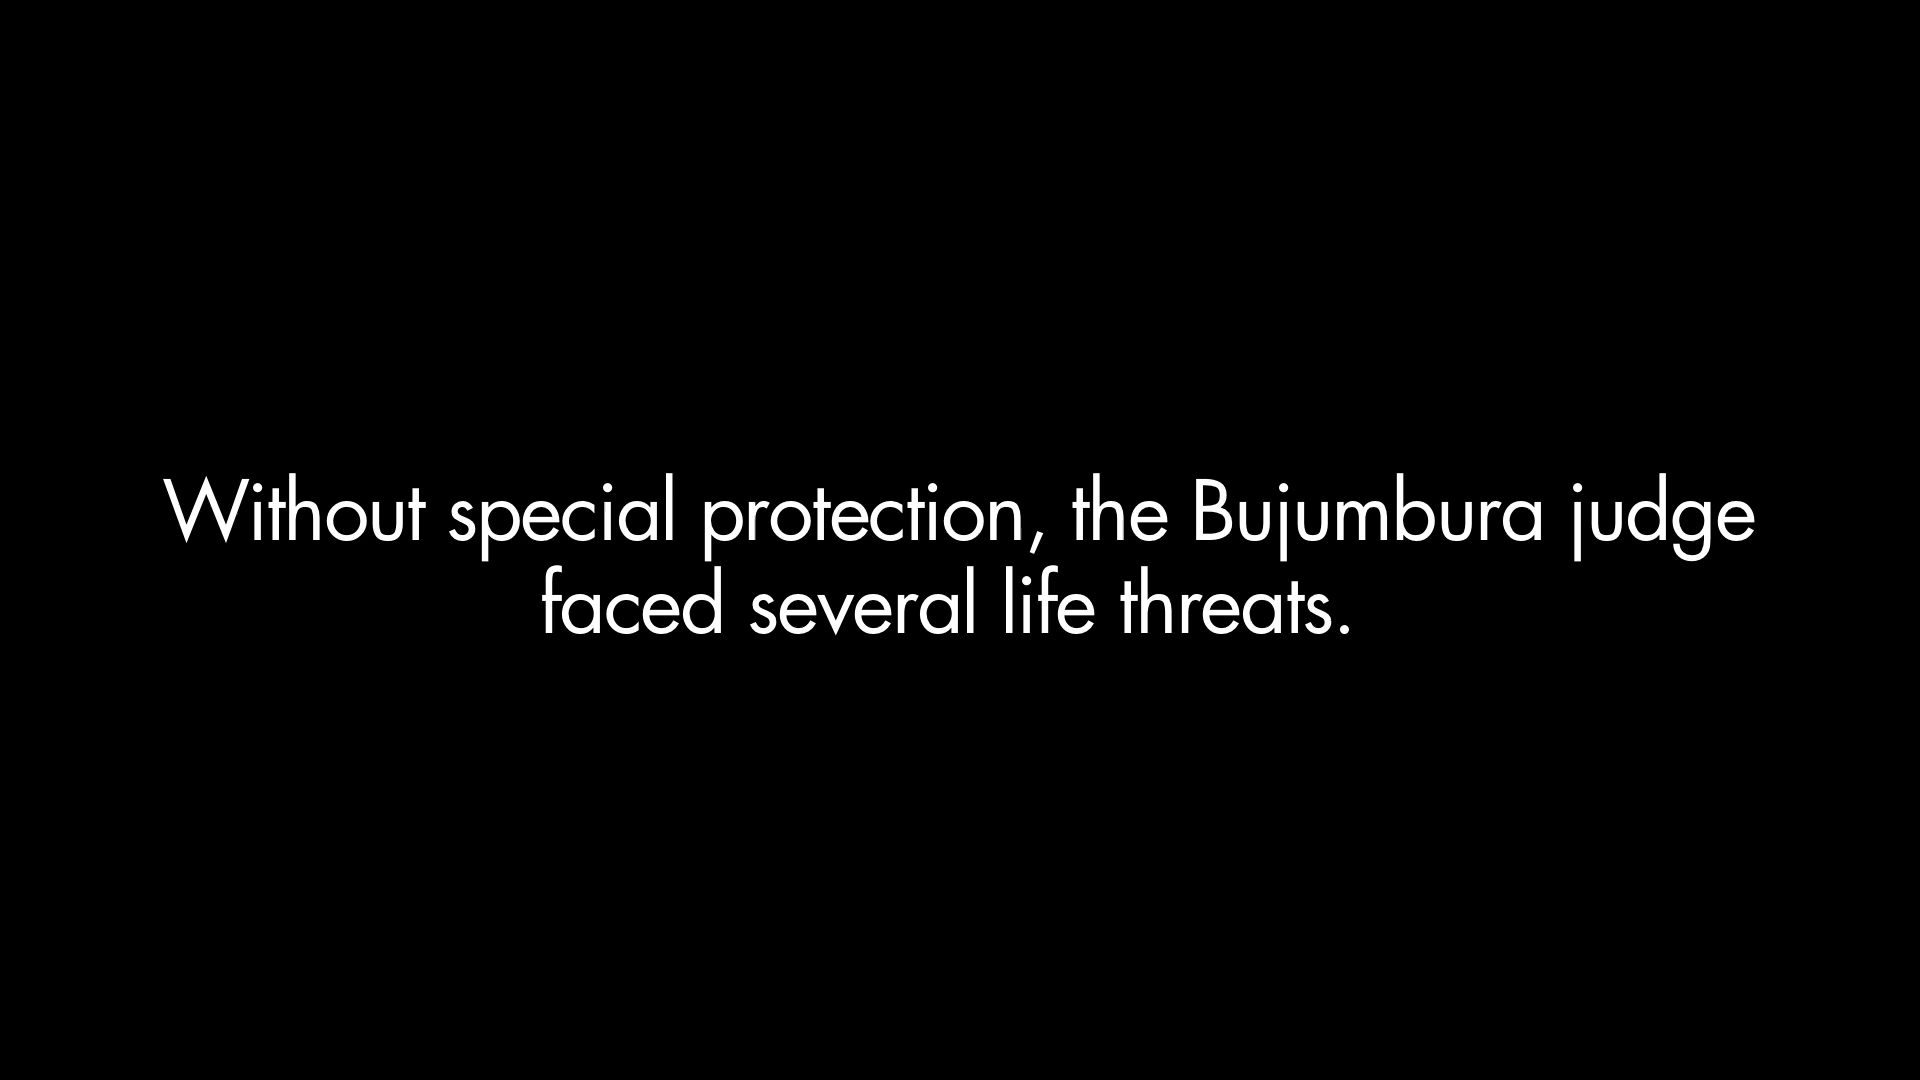 Without special protection, the Bujumbura judge
faced several life threats.